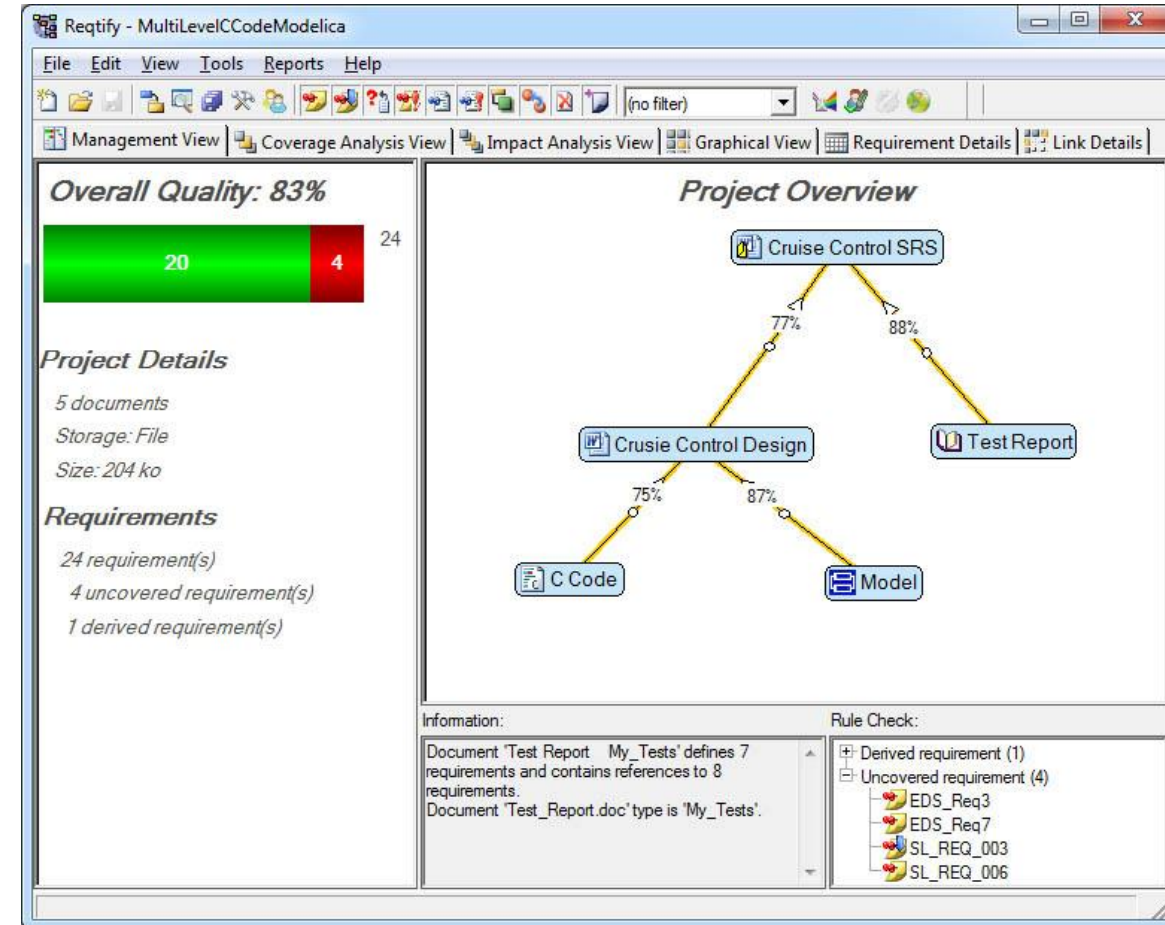 Reqtify - MultiLevelCCodeModelica
File Edit View Tools Reports Help
(no filter)
Management View Coverage Analysis View Impact Analysis View Graphical View Requirement Details Link Details
Overall Quality: 83%
20 4 24
Project Details
5 documents
Storage: File
Size: 204 ko
Requirements
24 requirement(s)
4 uncovered requirement(s)
1 derived requirement(s)
Project Overview
Cruise Control SRS
77% 88%
Crusie Control Design Test Report
75% 87%
C Code Model
Information:
Document 'Test Report My_Tests' defines 7
requirements and contains references to 8
requirements.
Document 'Test_Report.doc' type is 'My_Tests'.
Rule Check:
Derived requirement (1)
Uncovered requirement (4)
EDS_Req3
EDS_Req7
SL_REQ_003
SL_REQ_006